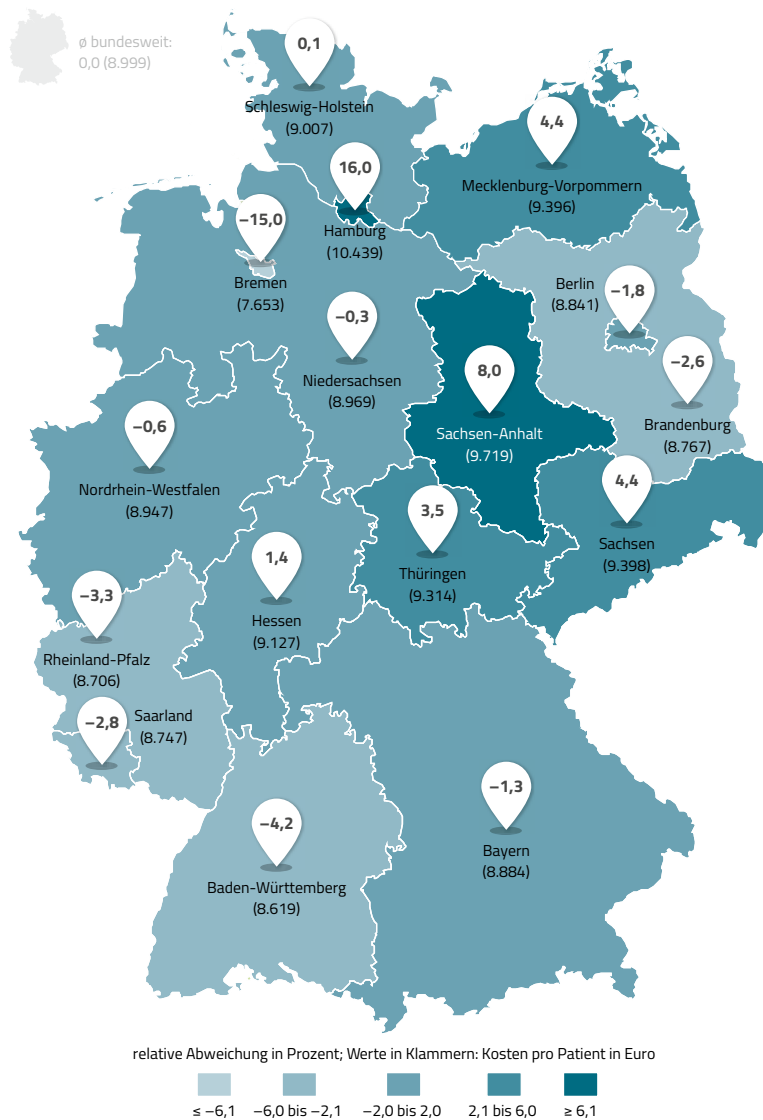 ø bundesweit:
0,0 (8.999)
0,1
Schleswig-Holstein
(9.007)
4,4
Mecklenburg-Vorpommern
(9.396)
16,0
Hamburg
(10.439)
−15,0
Bremen
(7.653)
Berlin
(8.841)
−1,8
−0,3
Niedersachsen
(8.969)
8,0
Sachsen-Anhalt
(9.719)
−2,6
Brandenburg
(8.767)
−0,6
Nordrhein-Westfalen
(8.947)
4,4
Sachsen
(9.398)
3,5
Thüringen
(9.314)
1,4
Hessen
(9.127)
−3,3
Rheinland-Pfalz
(8.706)
−2,8
Saarland
(8.747)
−1,3
Bayern
(8.884)
−4,2
Baden-Württemberg
(8.619)
relative Abweichung in Prozent; Werte in Klammern: Kosten pro Patient in Euro
≤ −6,1 −6,0 bis −2,1 −2,0 bis 2,0 2,1 bis 6,0 ≥ 6,1